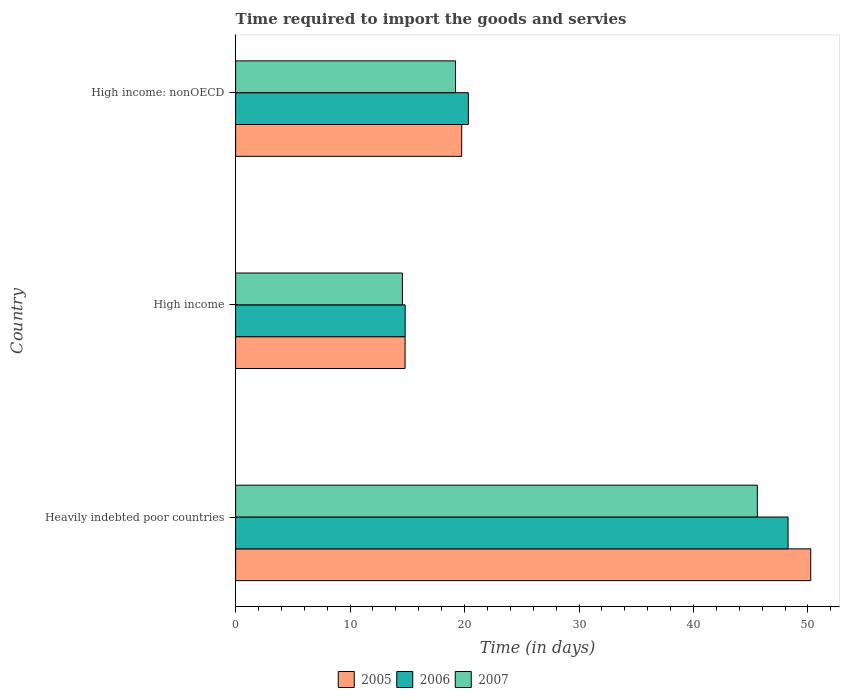 Time required to import the goods and servies
High income: nonOECD
High income
Heavily indebted poor countries
Country
0 10 20 30 40 50
Time (in days)
2005 2006 2007